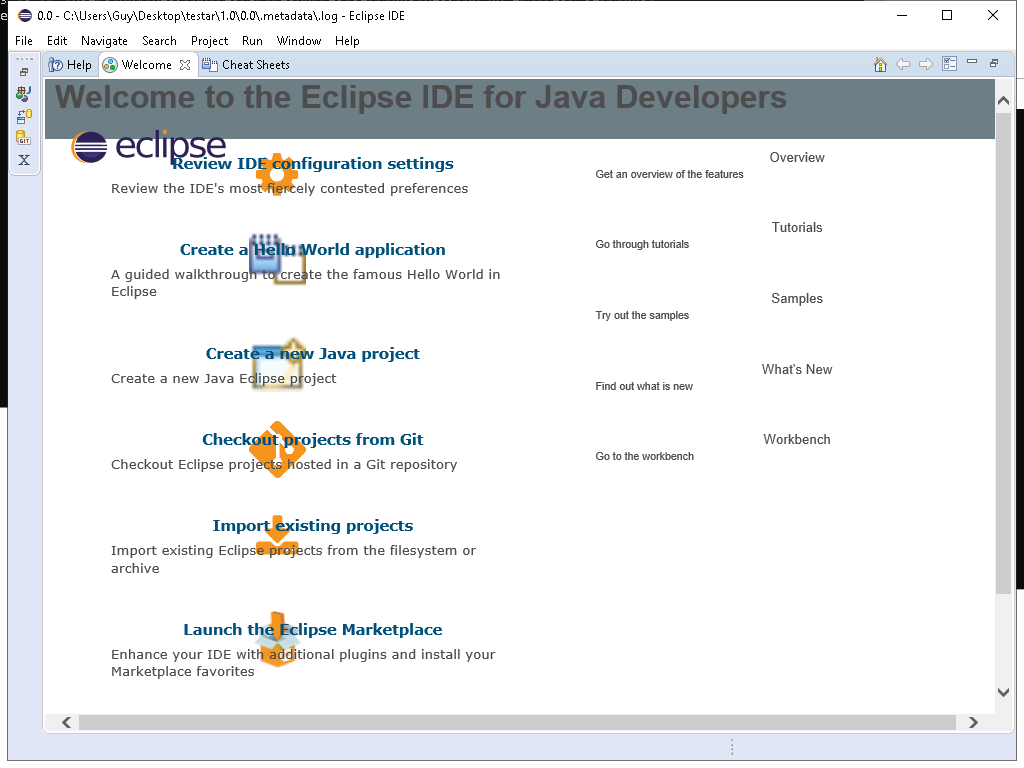 0.0 - C:\Users\Guy\Desktop\testar\1.0\0.0\.metadata\.log - Eclipse IDE
File Edit Navigate Search Project Run Window Help
Help Welcome Cheat Sheets
Welcome to the Eclipse IDE for Java Developers
eclipse
Review IDE configuration settings
Review the IDE's most fiercely contested preferences
Create a Hello World application
A guided walkthrough to create the famous Hello World in
Eclipse
Create a new Java project
Create a new Java Eclipse project
Checkout projects from Git
Checkout Eclipse projects hosted in a Git repository
Import existing projects
Import existing Eclipse projects from the filesystem or
archive
Launch the Eclipse Marketplace
Enhance your IDE with additional plugins and install your
Marketplace favorites
Overview
Get an overview of the features
Tutorials
Go through tutorials
Samples
Try out the samples
What's New
Find out what is new
Workbench
Go to the workbench
GIT
X